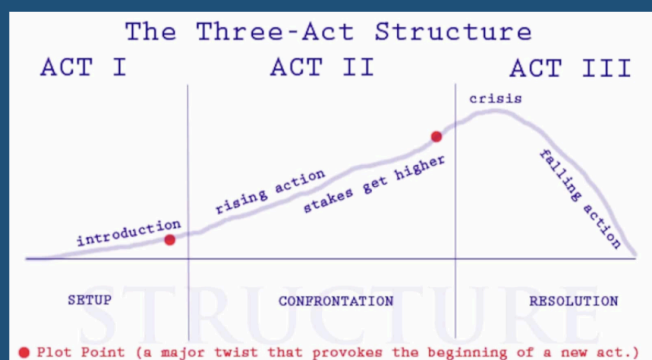 The Three-Act Structure
ACT I
ACT II
ACT III
crisis
introduction
rising action
stakes get higher
falling action
SETUP
CONFRONTATION
RESOLUTION
STRUCTURE
Plot Point (a major twist that provokes the beginning of a new act.)